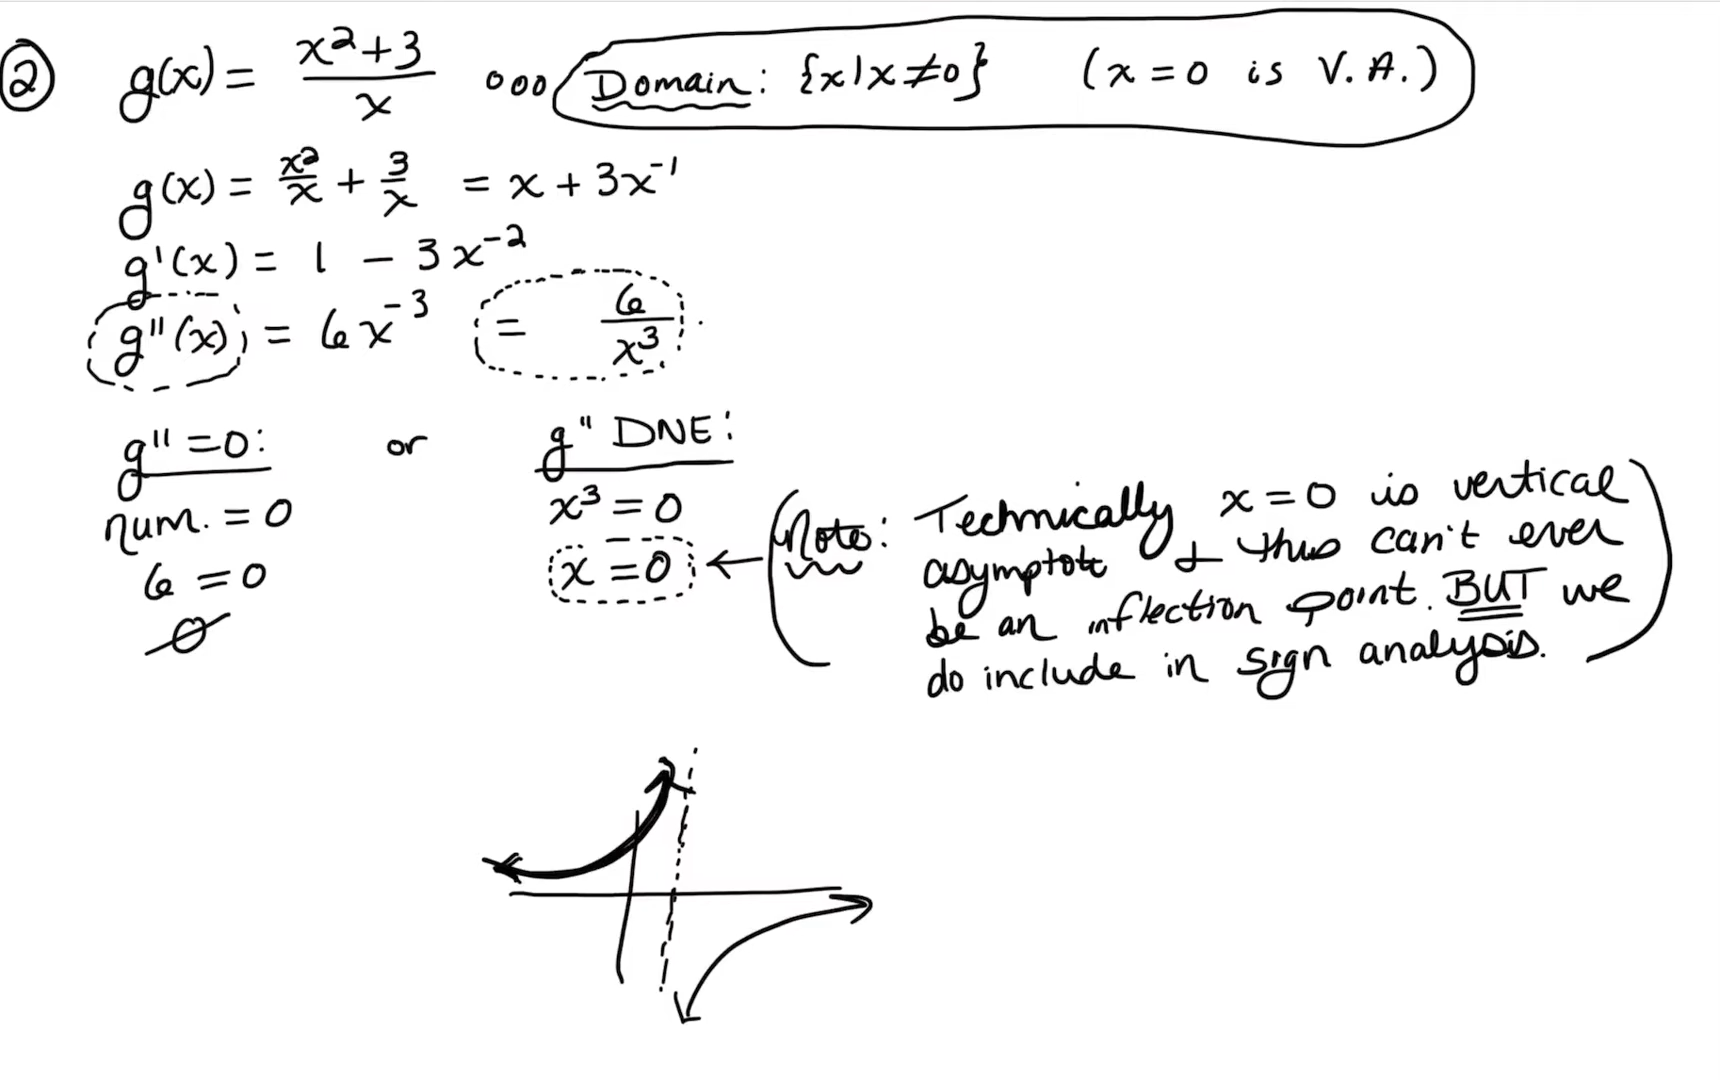 ② g(x) = x²+3 / x ooo Domain: {x|x≠0} (x = 0 is V.A.)
g(x) = x²/x + 3/x = x + 3x⁻¹
g'(x) = 1 − 3x⁻²
g''(x) = 6x⁻³ = 6/x³
g'' = 0: or g'' DNE:
num. = 0 x³ = 0
6 = 0 x = 0 ←
∅
(Note: Technically x = 0 is vertical
asymptote & thus can't ever
be an inflection point. BUT we
do include in sign analysis.)